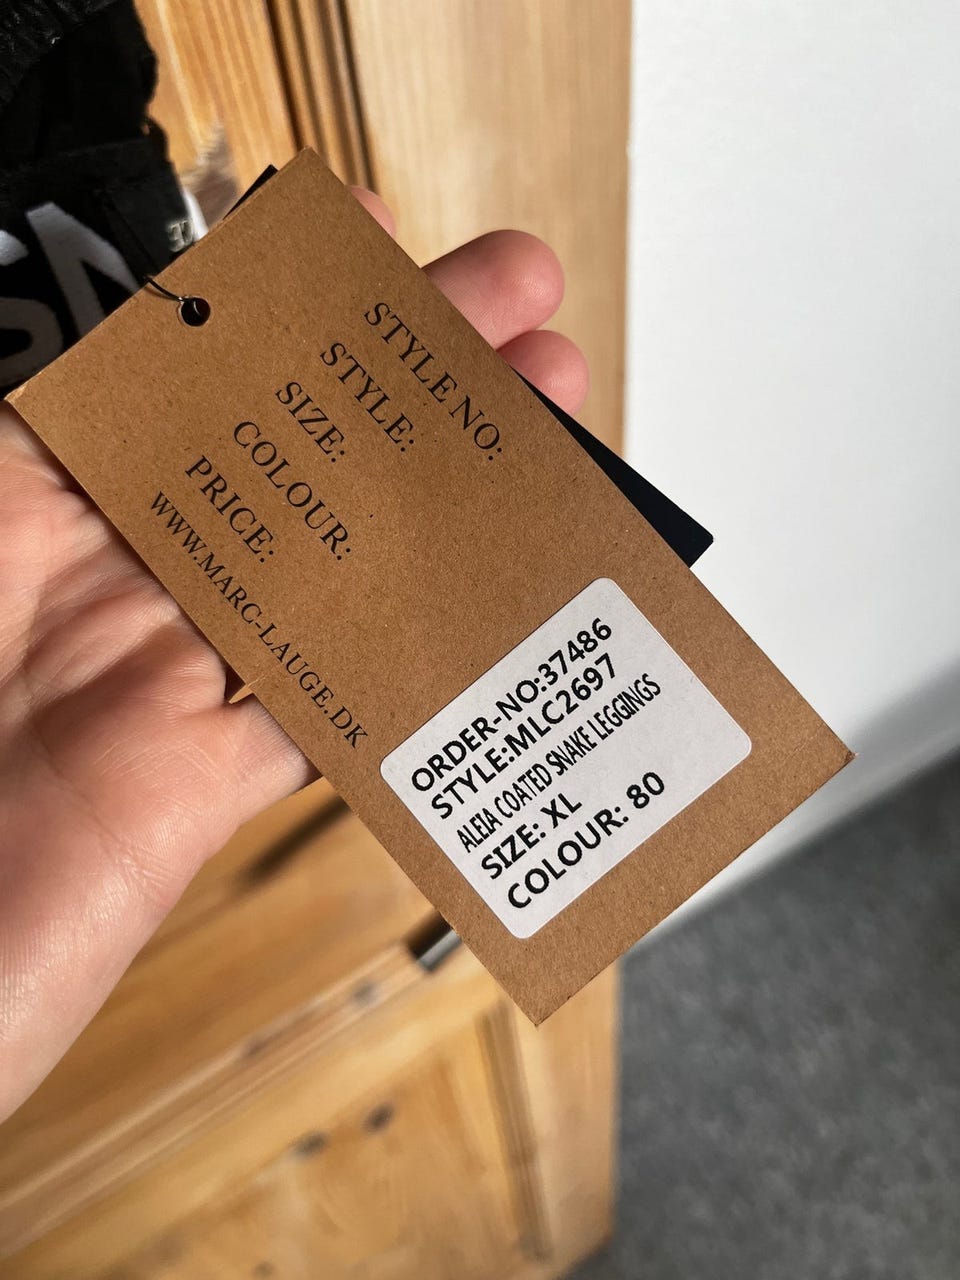 STYLE NO:
STYLE:
SIZE:
COLOUR:
PRICE:
WWW.MARC-LAUGE.DK
ORDER-NO:37486
STYLE:MLC2697
ALEIA COATED SNAKE LEGGINGS
SIZE: XL
COLOUR: 80